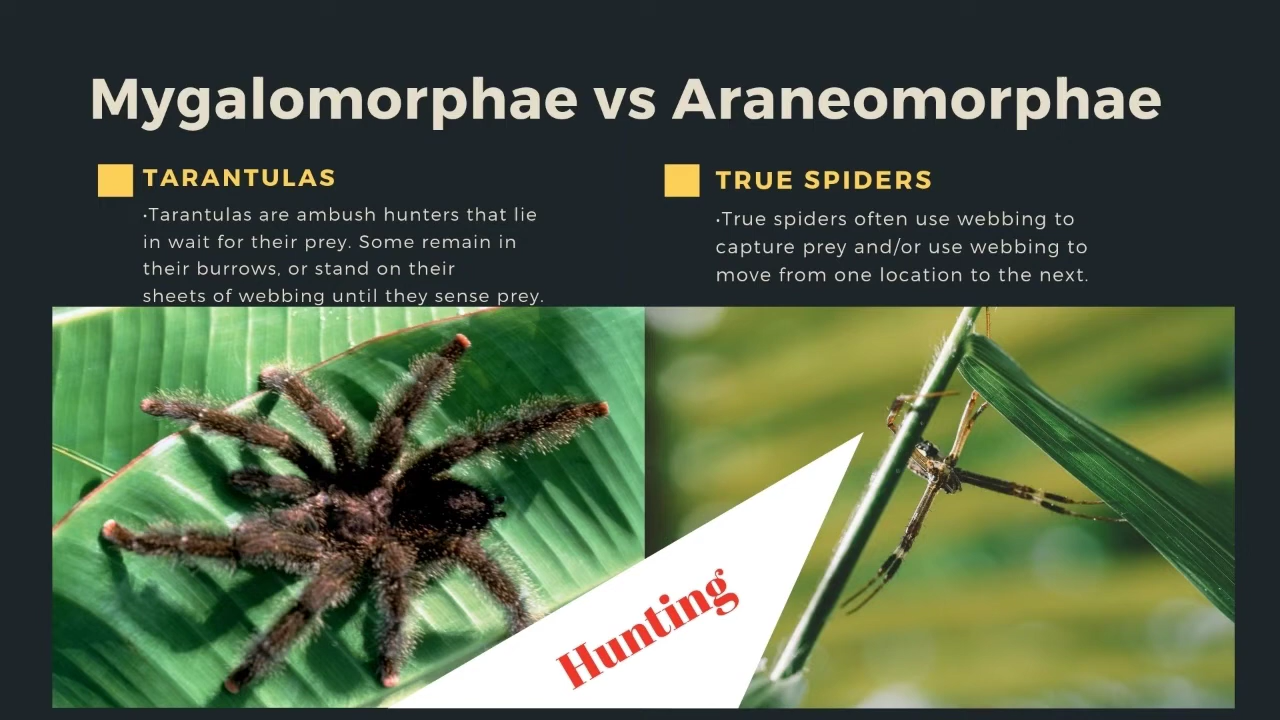 Mygalomorphae vs Araneomorphae
TARANTULAS
•Tarantulas are ambush hunters that lie
in wait for their prey. Some remain in
their burrows, or stand on their
sheets of webbing until they sense prey.
TRUE SPIDERS
•True spiders often use webbing to
capture prey and/or use webbing to
move from one location to the next.
Hunting